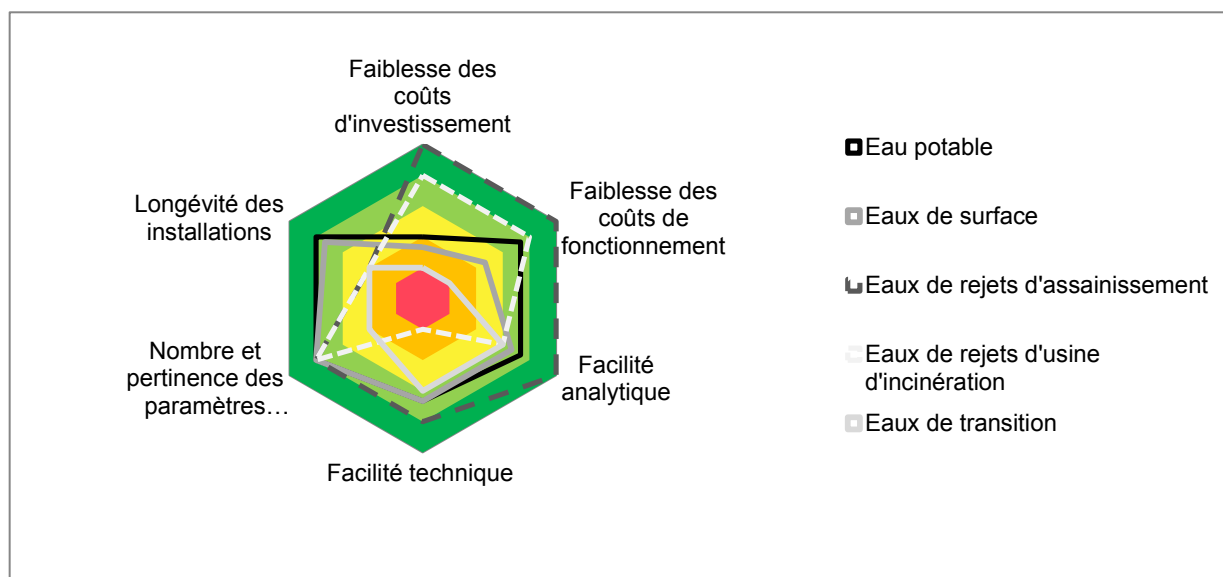 Faiblesse des
coûts
d'investissement
Faiblesse des
coûts de
fonctionnement
Facilité
analytique
Facilité technique
Nombre et
pertinence des
paramètres…
Longévité des
installations
Eau potable
Eaux de surface
Eaux de rejets d'assainissement
Eaux de rejets d'usine
d'incinération
Eaux de transition